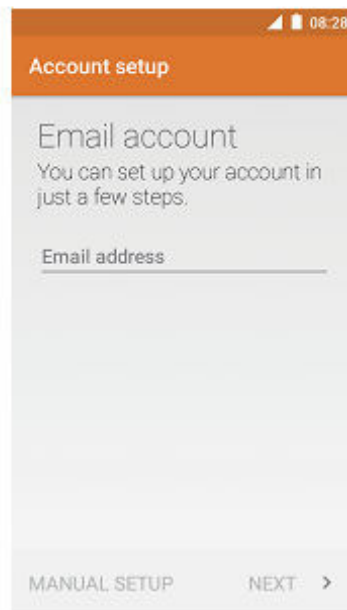 08:28
Account setup
Email account
You can set up your account in
just a few steps.
Email address
MANUAL SETUP NEXT >